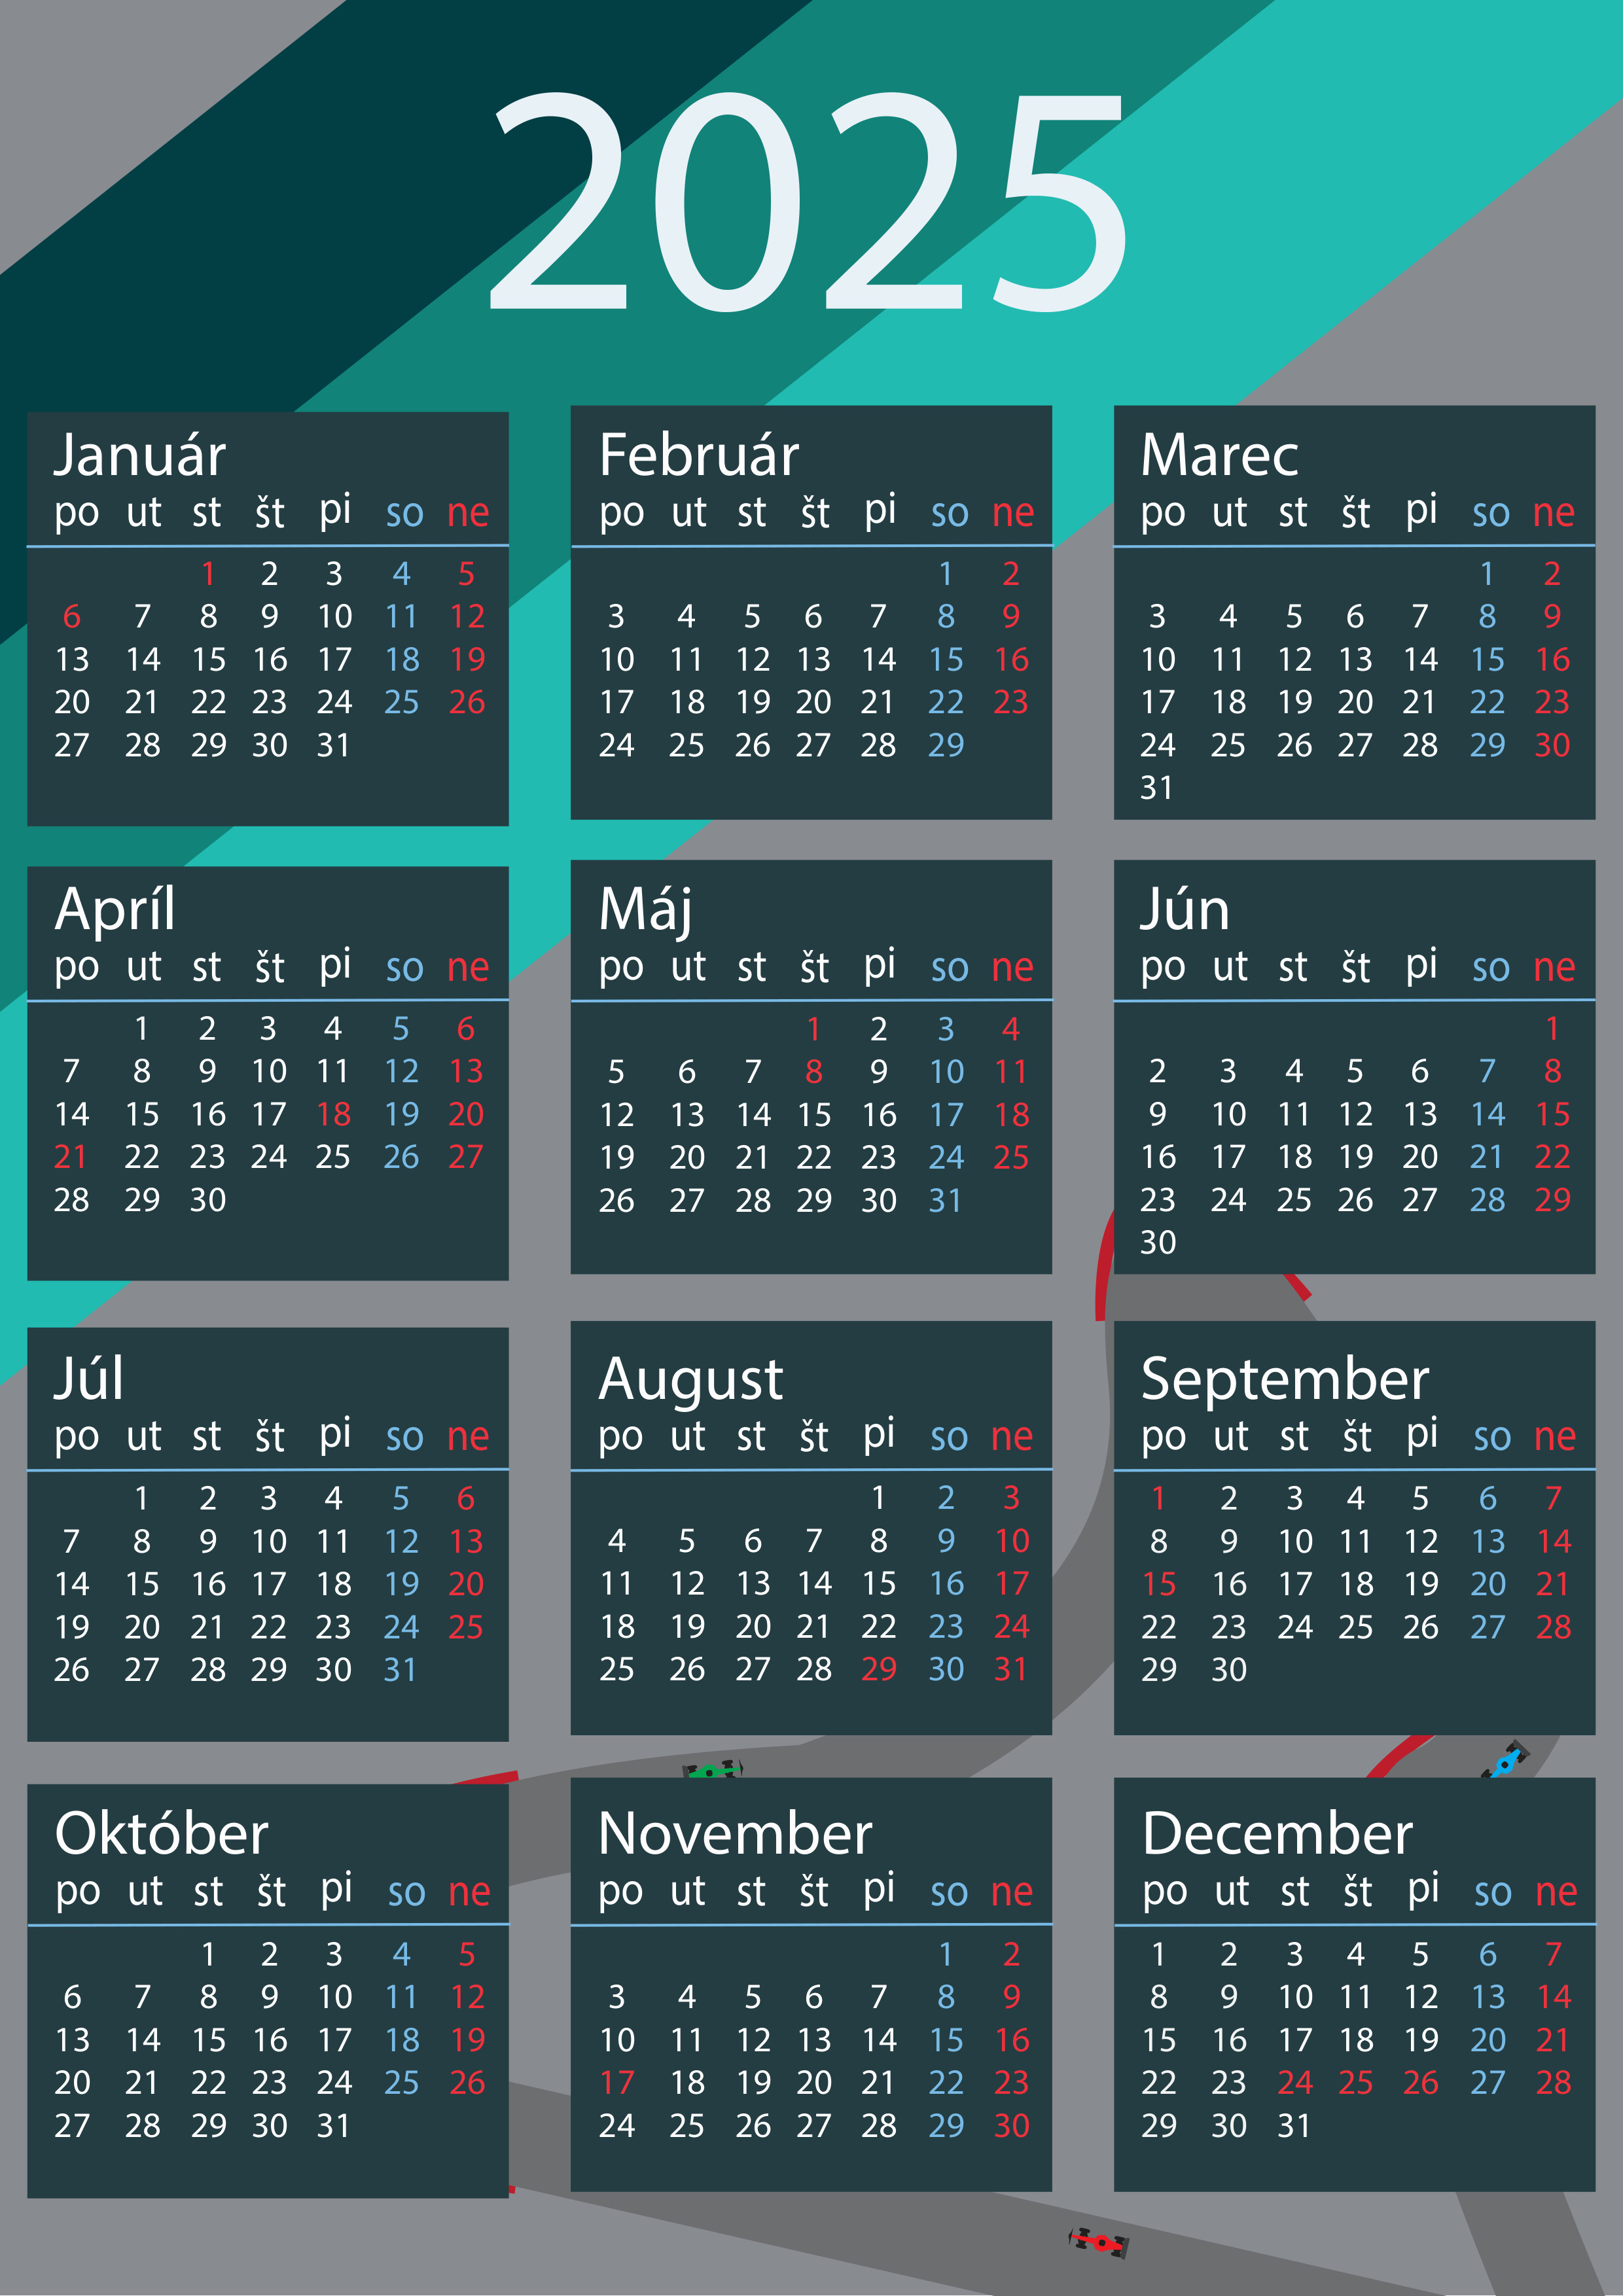 2025
Január
po ut st št pi so ne
1 2 3 4 5
6 7 8 9 10 11 12
13 14 15 16 17 18 19
20 21 22 23 24 25 26
27 28 29 30 31
Február
po ut st št pi so ne
1 2
3 4 5 6 7 8 9
10 11 12 13 14 15 16
17 18 19 20 21 22 23
24 25 26 27 28 29
Marec
po ut st št pi so ne
1 2
3 4 5 6 7 8 9
10 11 12 13 14 15 16
17 18 19 20 21 22 23
24 25 26 27 28 29 30
31
Apríl
po ut st št pi so ne
1 2 3 4 5 6
7 8 9 10 11 12 13
14 15 16 17 18 19 20
21 22 23 24 25 26 27
28 29 30
Máj
po ut st št pi so ne
1 2 3 4
5 6 7 8 9 10 11
12 13 14 15 16 17 18
19 20 21 22 23 24 25
26 27 28 29 30 31
Jún
po ut st št pi so ne
1
2 3 4 5 6 7 8
9 10 11 12 13 14 15
16 17 18 19 20 21 22
23 24 25 26 27 28 29
30
Júl
po ut st št pi so ne
1 2 3 4 5 6
7 8 9 10 11 12 13
14 15 16 17 18 19 20
19 20 21 22 23 24 25
26 27 28 29 30 31
August
po ut st št pi so ne
1 2 3
4 5 6 7 8 9 10
11 12 13 14 15 16 17
18 19 20 21 22 23 24
25 26 27 28 29 30 31
September
po ut st št pi so ne
1 2 3 4 5 6 7
8 9 10 11 12 13 14
15 16 17 18 19 20 21
22 23 24 25 26 27 28
29 30
Október
po ut st št pi so ne
1 2 3 4 5
6 7 8 9 10 11 12
13 14 15 16 17 18 19
20 21 22 23 24 25 26
27 28 29 30 31
November
po ut st št pi so ne
1 2
3 4 5 6 7 8 9
10 11 12 13 14 15 16
17 18 19 20 21 22 23
24 25 26 27 28 29 30
December
po ut st št pi so ne
1 2 3 4 5 6 7
8 9 10 11 12 13 14
15 16 17 18 19 20 21
22 23 24 25 26 27 28
29 30 31